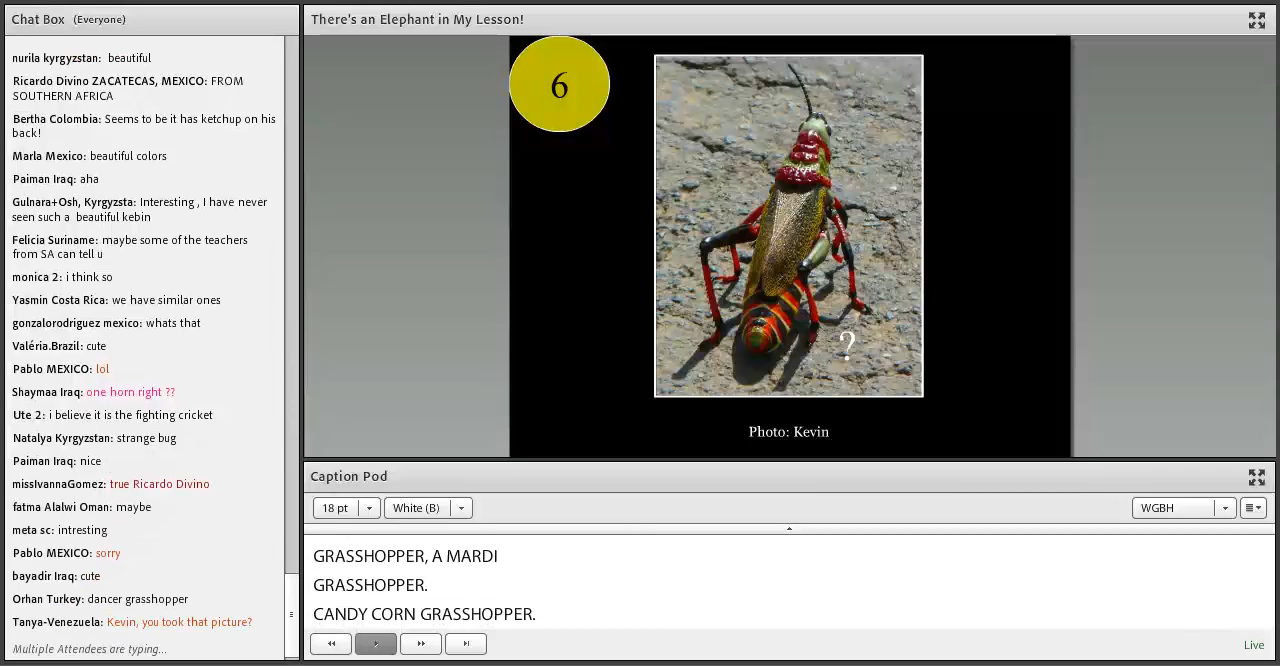 Chat Box (Everyone)
nurila kyrgyzstan: beautiful
Ricardo Divino ZACATECAS, MEXICO: FROM
SOUTHERN AFRICA
Bertha Colombia: Seems to be it has ketchup on his
back!
Marla Mexico: beautiful colors
Paiman Iraq: aha
Gulnara+Osh, Kyrgyzsta: Interesting , I have never
seen such a beautiful kebin
Felicia Suriname: maybe some of the teachers
from SA can tell u
monica 2: i think so
Yasmin Costa Rica: we have similar ones
gonzalorodriguez mexico: whats that
Valéria.Brazil: cute
Pablo MEXICO: lol
Shaymaa Iraq: one horn right ??
Ute 2: i believe it is the fighting cricket
Natalya Kyrgyzstan: strange bug
Paiman Iraq: nice
missIvannaGomez: true Ricardo Divino
fatma Alalwi Oman: maybe
meta sc: intresting
Pablo MEXICO: sorry
bayadir Iraq: cute
Orhan Turkey: dancer grasshopper
Tanya-Venezuela: Kevin, you took that picture?
Multiple Attendees are typing...
There's an Elephant in My Lesson!
6
?
Photo: Kevin
Caption Pod
18 pt
White (B)
WGBH
GRASSHOPPER, A MARDI
GRASSHOPPER.
CANDY CORN GRASSHOPPER.
Live